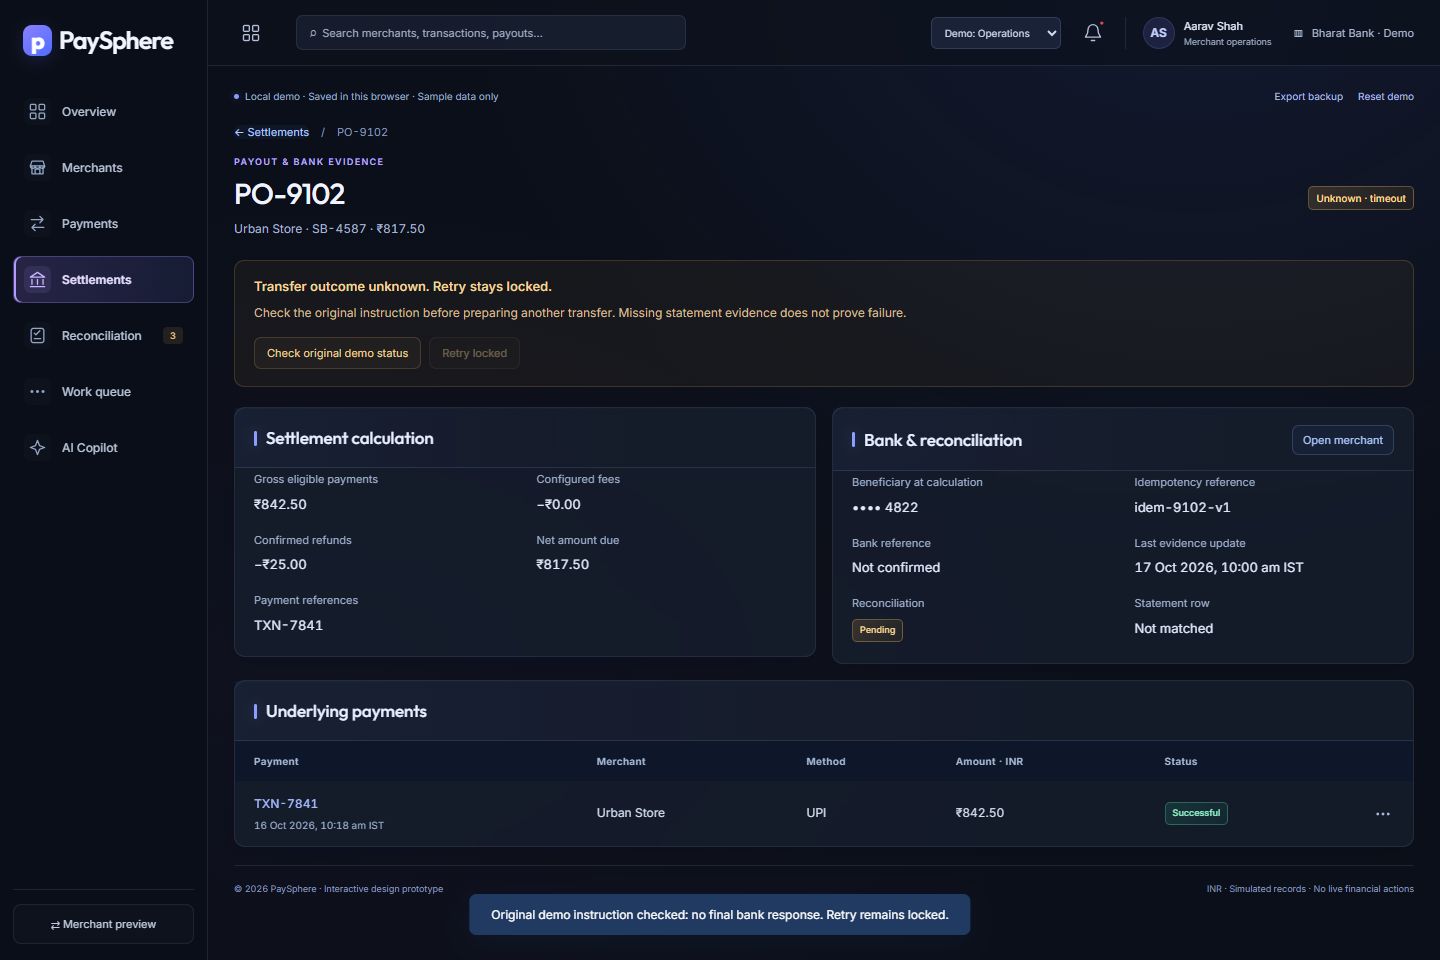 p PaySphere
Overview
Merchants
Payments
Settlements
Reconciliation 3
Work queue
AI Copilot
⇄ Merchant preview
Search merchants, transactions, payouts...
Demo: Operations
AS
Aarav Shah
Merchant operations
Bharat Bank · Demo
Local demo · Saved in this browser · Sample data only
Export backup Reset demo
← Settlements / PO-9102
PAYOUT & BANK EVIDENCE
PO-9102
Unknown · timeout
Urban Store · SB-4587 · ₹817.50
Transfer outcome unknown. Retry stays locked.
Check the original instruction before preparing another transfer. Missing statement evidence does not prove failure.
Check original demo status Retry locked
Settlement calculation
Gross eligible payments Configured fees
₹842.50 −₹0.00
Confirmed refunds Net amount due
−₹25.00 ₹817.50
Payment references
TXN-7841
Bank & reconciliation Open merchant
Beneficiary at calculation Idempotency reference
•••• 4822 idem-9102-v1
Bank reference Last evidence update
Not confirmed 17 Oct 2026, 10:00 am IST
Reconciliation Statement row
Pending Not matched
Underlying payments
Payment Merchant Method Amount · INR Status
TXN-7841
16 Oct 2026, 10:18 am IST
Urban Store UPI ₹842.50 Successful
© 2026 PaySphere · Interactive design prototype
INR · Simulated records · No live financial actions
Original demo instruction checked: no final bank response. Retry remains locked.